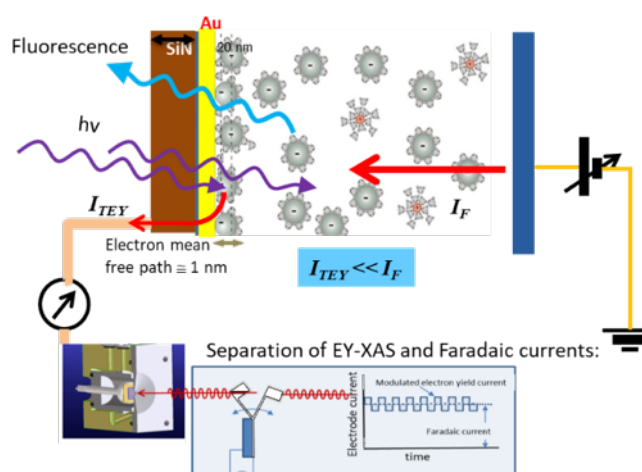 Au
Fluorescence
SiN
20 nm
hν
I_TEY
I_F
Electron mean
free path ≅ 1 nm
I_TEY << I_F
Separation of EY-XAS and Faradaic currents:
Modulated electron yield current
Electrode current
Faradaic current
time